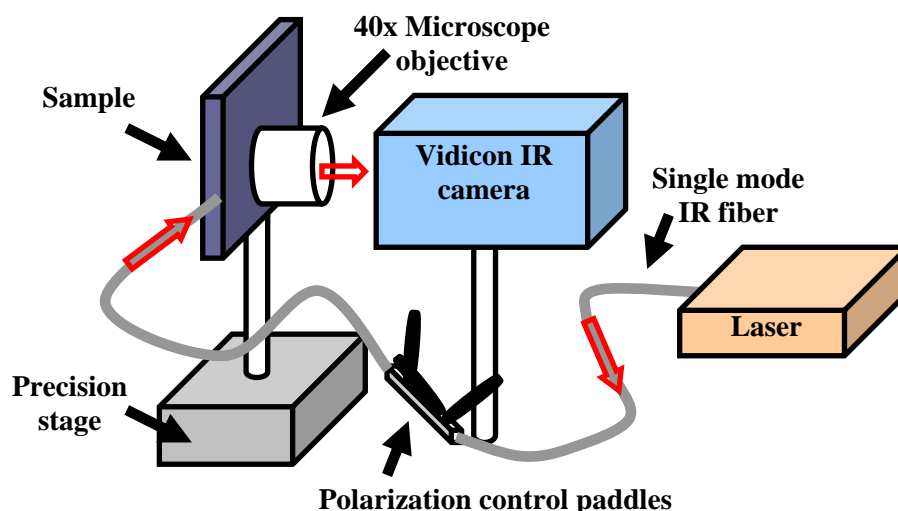 40x Microscope
objective
Sample
Vidicon IR
camera
Single mode
IR fiber
Laser
Precision
stage
Polarization control paddles